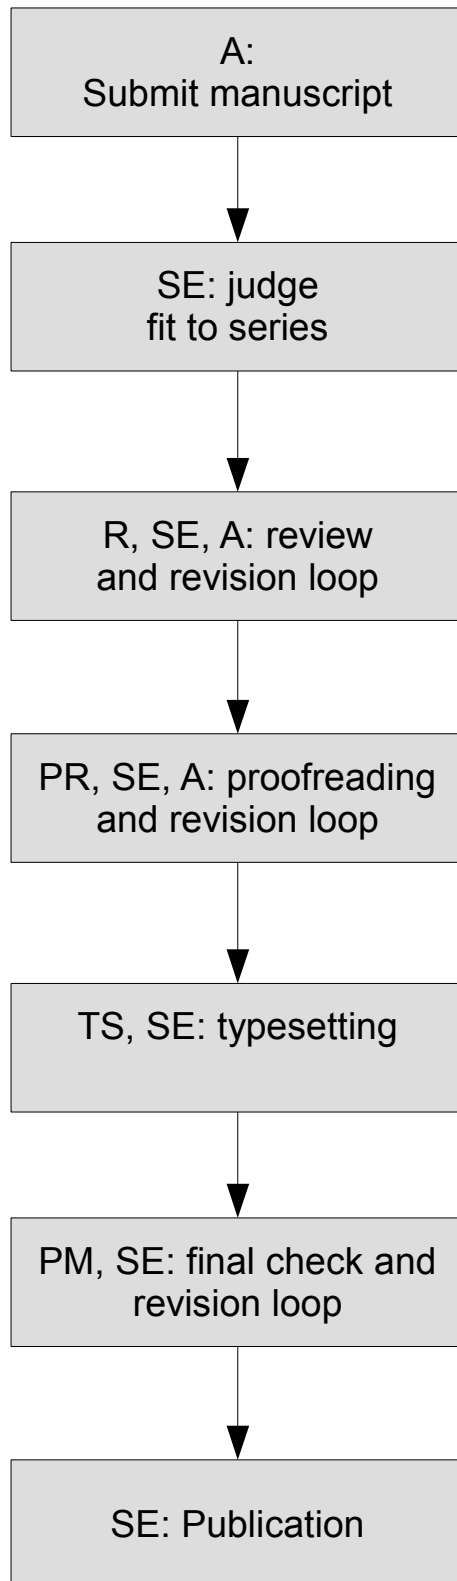 A:
Submit manuscript
SE: judge
fit to series
R, SE, A: review
and revision loop
PR, SE, A: proofreading
and revision loop
TS, SE: typesetting
PM, SE: final check and
revision loop
SE: Publication